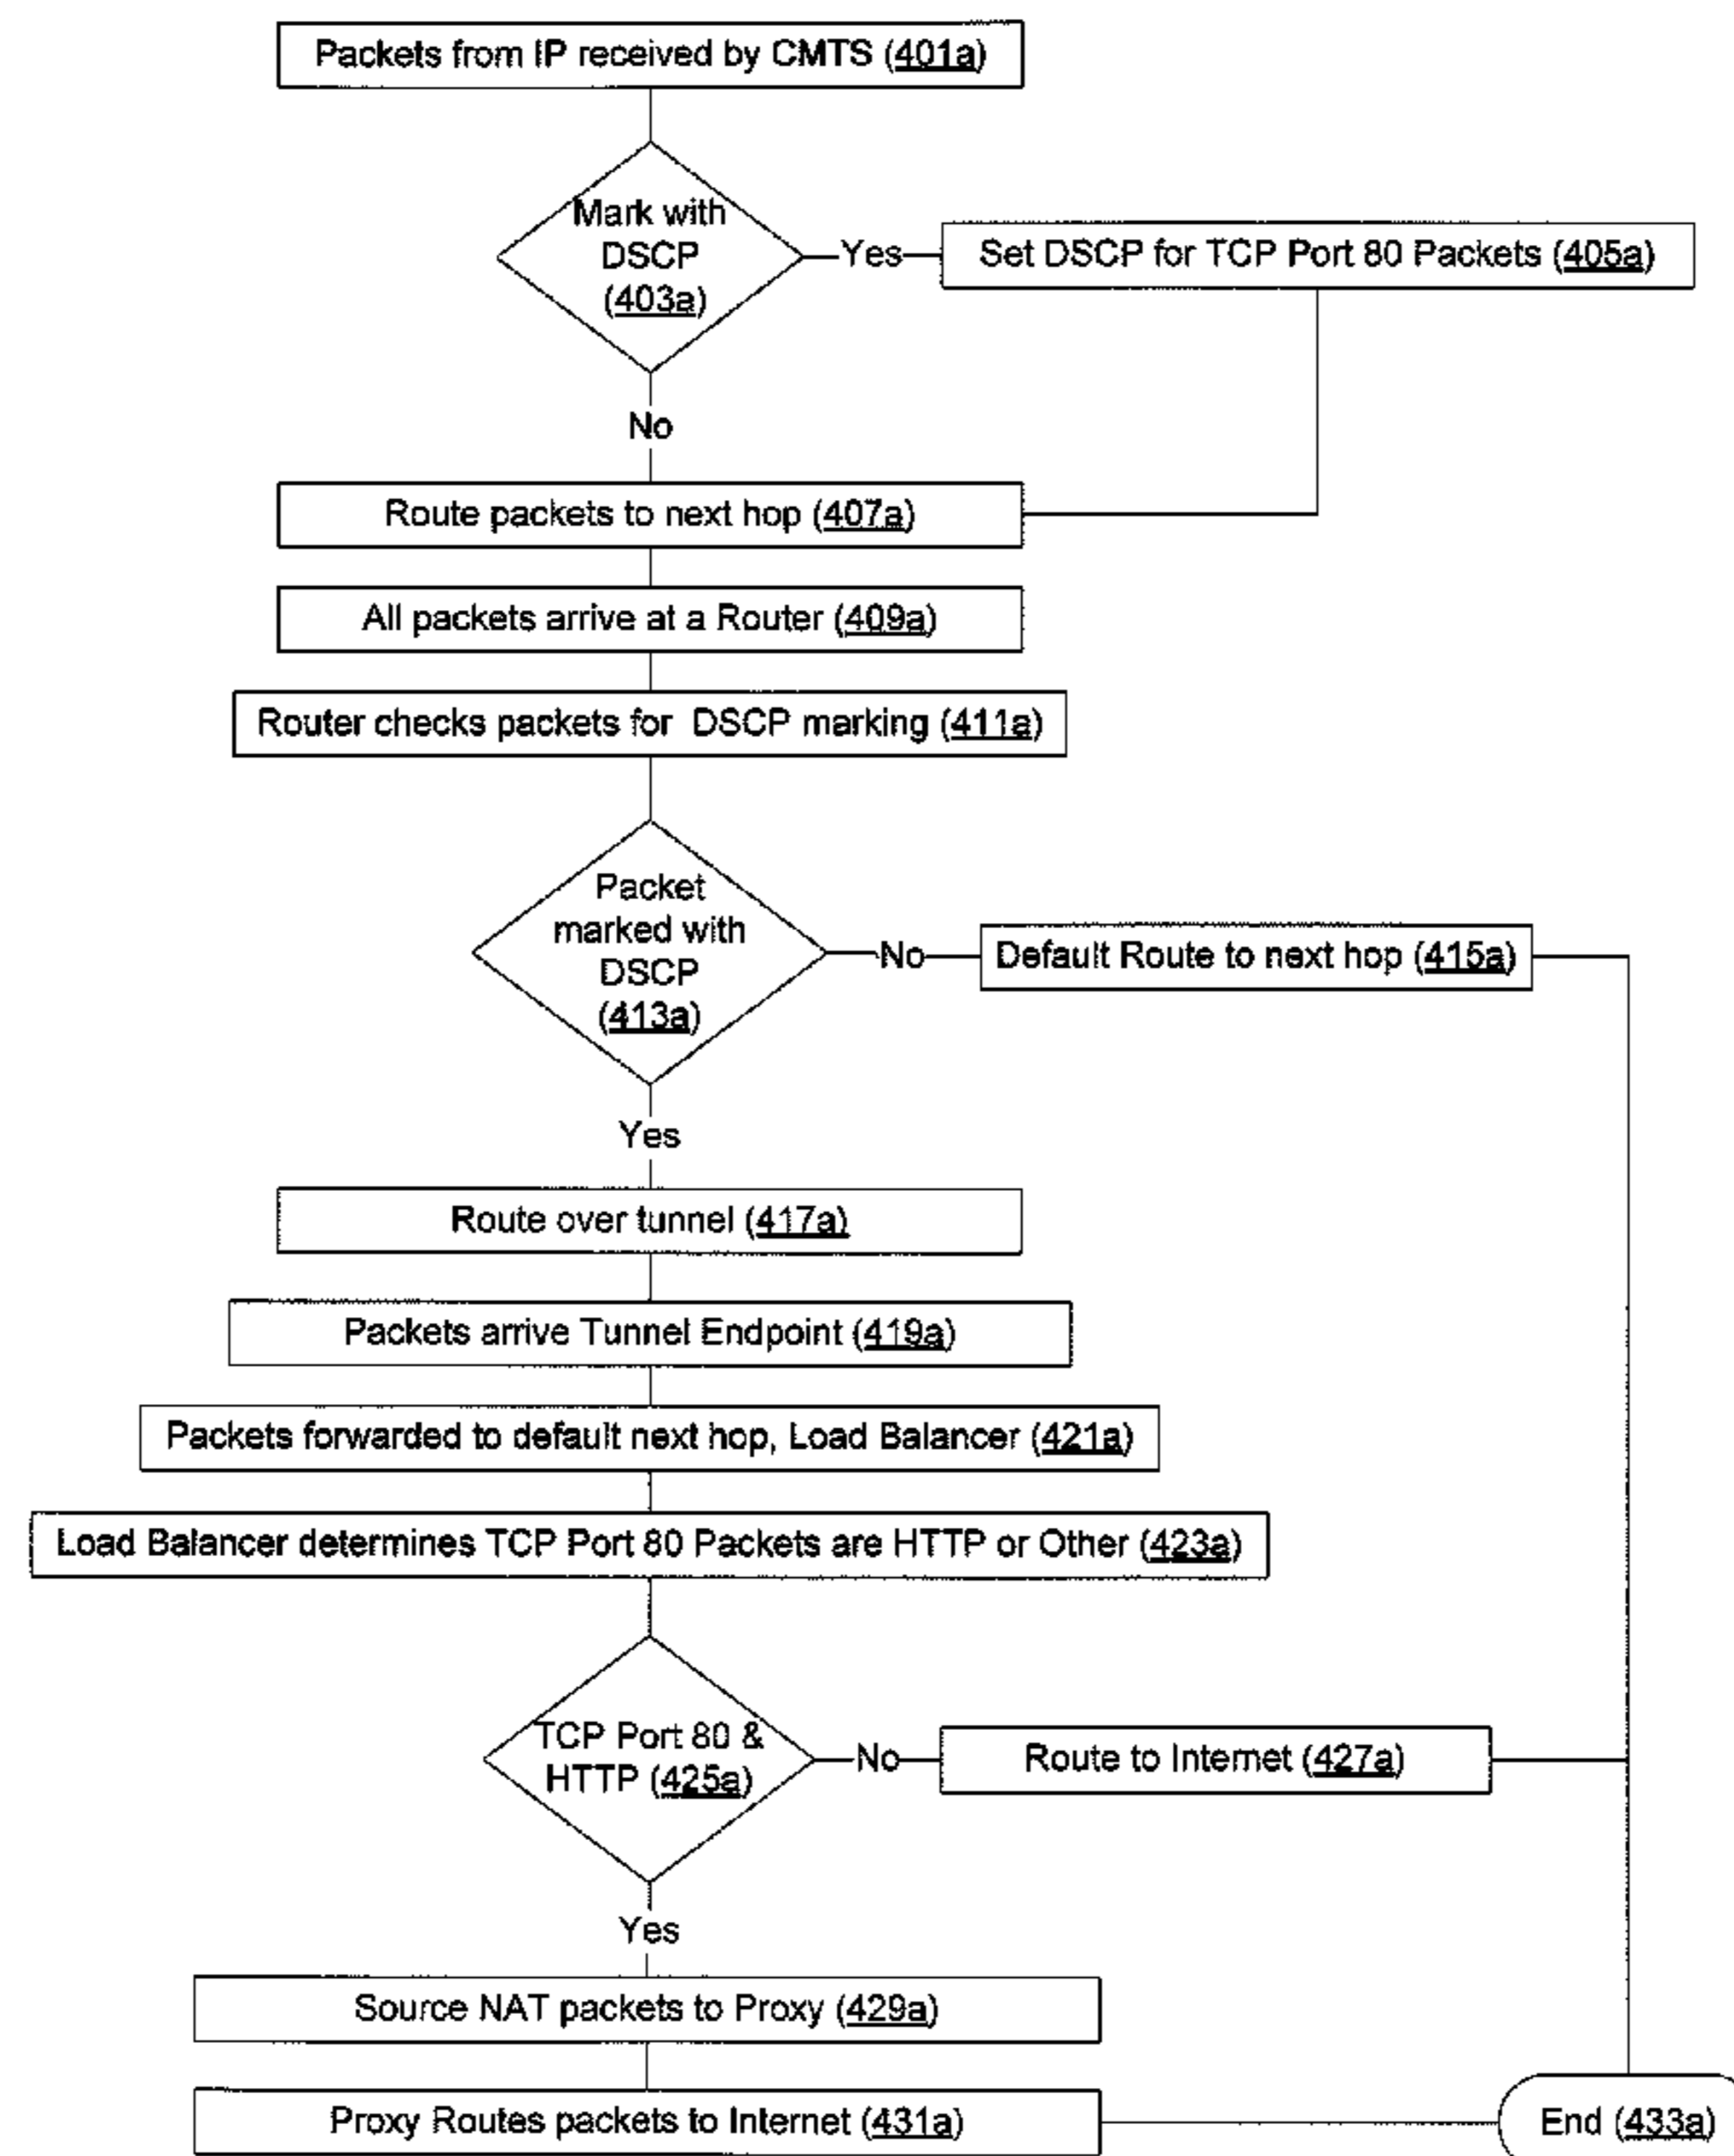 Packets from IP received by CMTS (401a)
Mark with
DSCP
(403a)
Yes
Set DSCP for TCP Port 80 Packets (405a)
No
Route packets to next hop (407a)
All packets arrive at a Router (409a)
Router checks packets for DSCP marking (411a)
Packet
marked with
DSCP
(413a)
No
Default Route to next hop (415a)
Yes
Route over tunnel (417a)
Packets arrive Tunnel Endpoint (419a)
Packets forwarded to default next hop, Load Balancer (421a)
Load Balancer determines TCP Port 80 Packets are HTTP or Other (423a)
TCP Port 80 &
HTTP (425a)
No
Route to Internet (427a)
Yes
Source NAT packets to Proxy (429a)
Proxy Routes packets to Internet (431a)
End (433a)